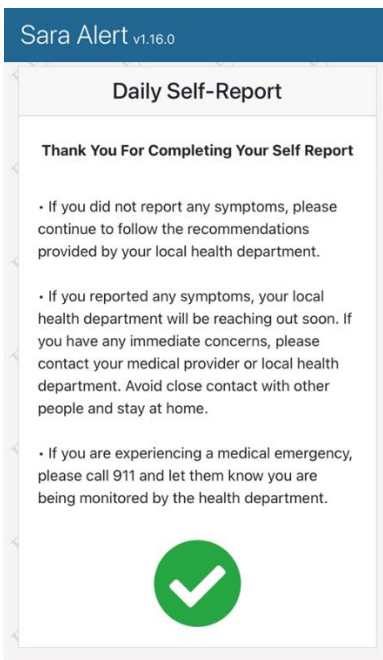 Sara Alert v1.16.0
Daily Self-Report
Thank You For Completing Your Self Report
• If you did not report any symptoms, please
continue to follow the recommendations
provided by your local health department.
• If you reported any symptoms, your local
health department will be reaching out soon. If
you have any immediate concerns, please
contact your medical provider or local health
department. Avoid close contact with other
people and stay at home.
• If you are experiencing a medical emergency,
please call 911 and let them know you are
being monitored by the health department.